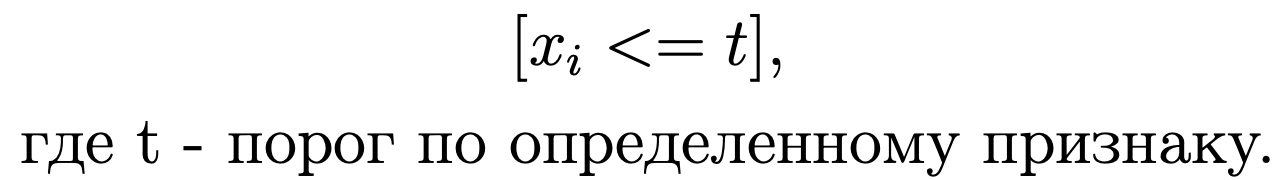 [x_i <= t],
где t - порог по определенному признаку.